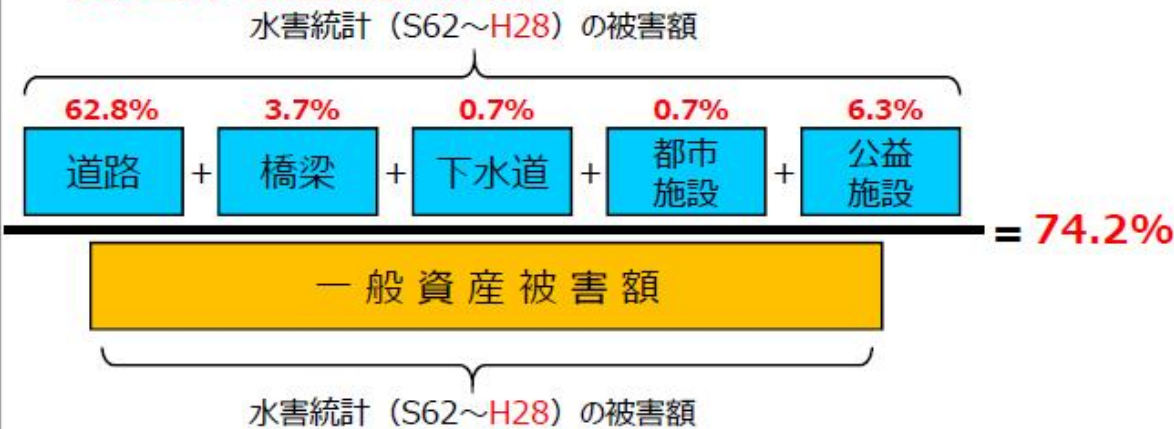 水害統計（S62～H28）の被害額
62.8% 3.7% 0.7% 0.7% 6.3%
道路 + 橋梁 + 下水道 + 都市施設 + 公益施設
= 74.2%
一般資産被害額
水害統計（S62～H28）の被害額